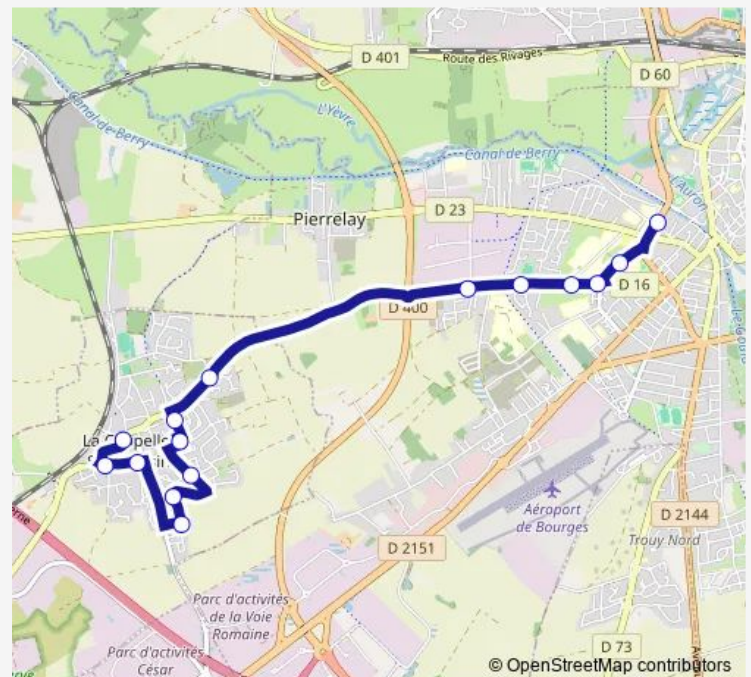 D 401
Route des Rivages
D 60
Canal-de-Berry
L'Yèvre
Canal de Berry
L'Auron
D 23
Pierrelay
D 16
D 400
Aéroport
de Bourges
D 2144
Trouy Nord
D 2151
Parc d'activités
de la Voie
Romaine
Parc d'activités
César
D 73
© OpenStreetMap contributors